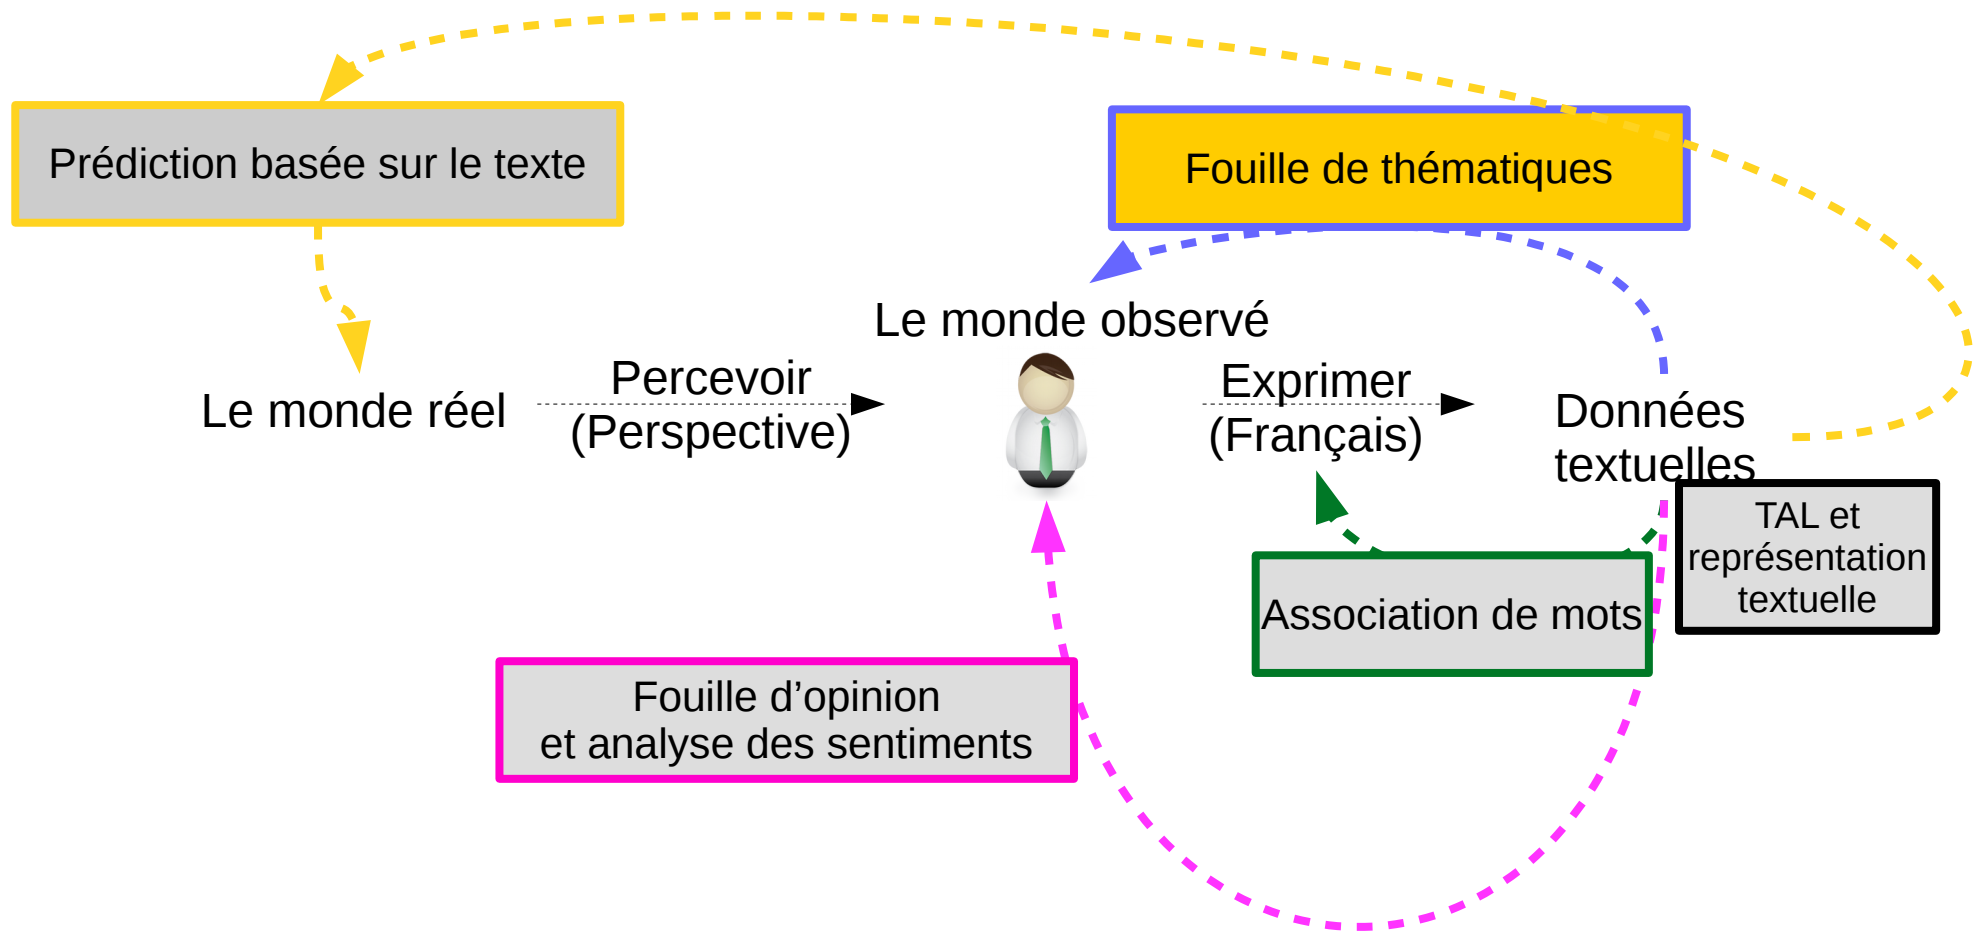 Prédiction basée sur le texte
Fouille de thématiques
Le monde observé
Percevoir
(Perspective)
Exprimer
(Français)
Le monde réel
Données
textuelles
TAL et
représentation
textuelle
Association de mots
Fouille d’opinion
et analyse des sentiments